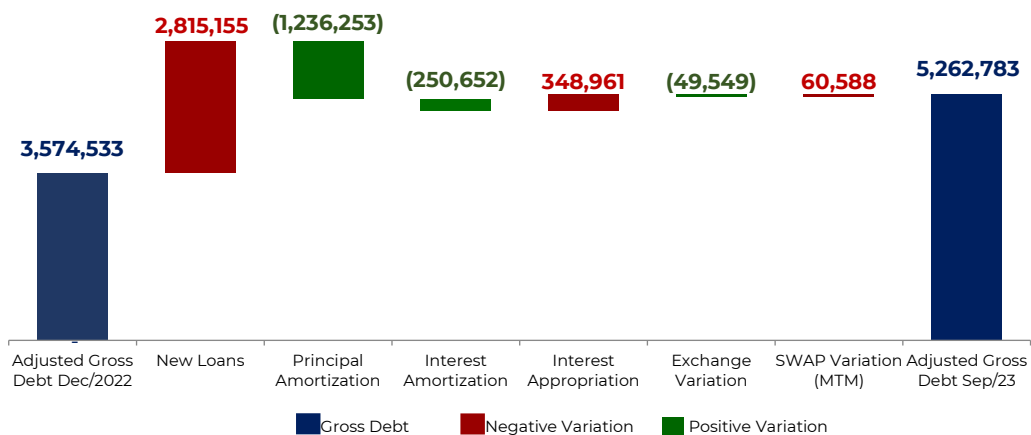 2,815,155
(1,236,253)
(250,652)
348,961
(49,549)
60,588
5,262,783
3,574,533
Adjusted Gross
Debt Dec/2022
New Loans
Principal
Amortization
Interest
Amortization
Interest
Appropriation
Exchange
Variation
SWAP Variation
(MTM)
Adjusted Gross
Debt Sep/23
Gross Debt
Negative Variation
Positive Variation